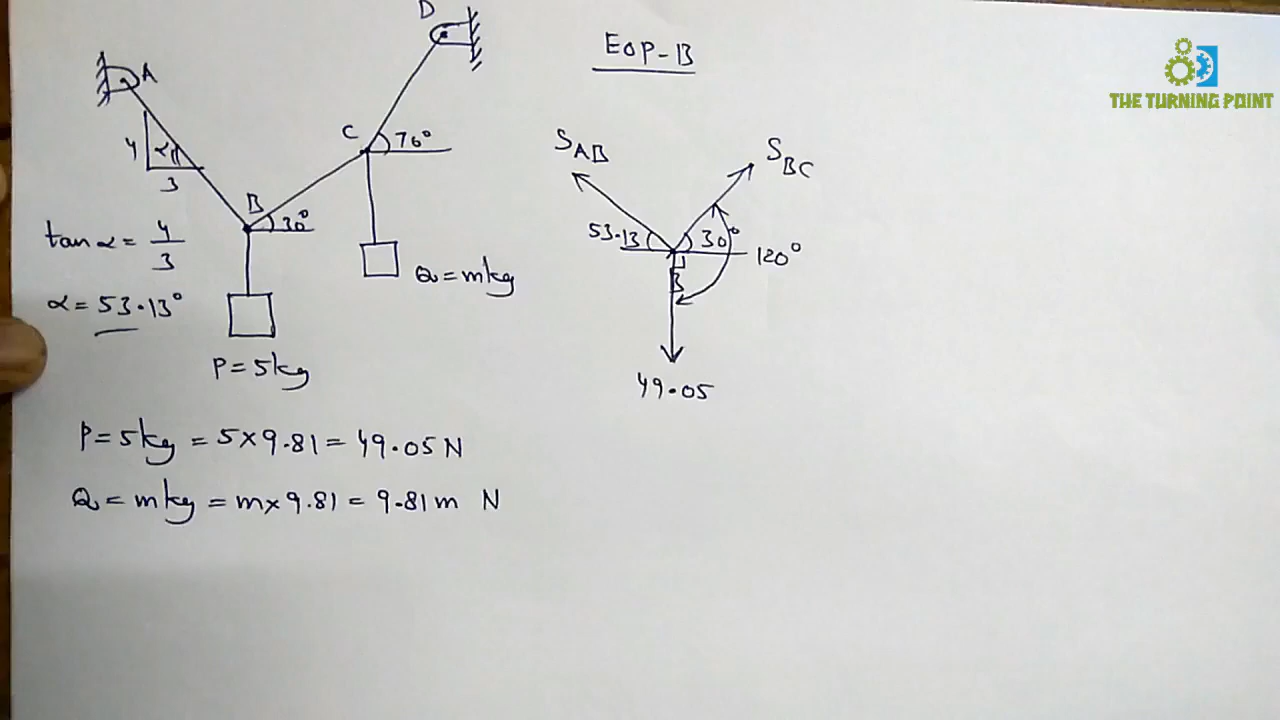 D
EOP-B
THE TURNING POINT
A
C
76°
S_AB
S_BC
4
α
3
B
30°
53.13
30°
120°
tan α = 4/3
Q = m kg
B
α = 53.13°
P = 5 kg
49.05
P = 5 kg = 5 × 9.81 = 49.05 N
Q = m kg = m × 9.81 = 9.81 m N